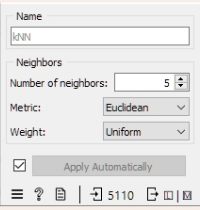 Name
kNN
Neighbors
Number of neighbors: 5
Metric: Euclidean
Weight: Uniform
Apply Automatically
? 5110 | M